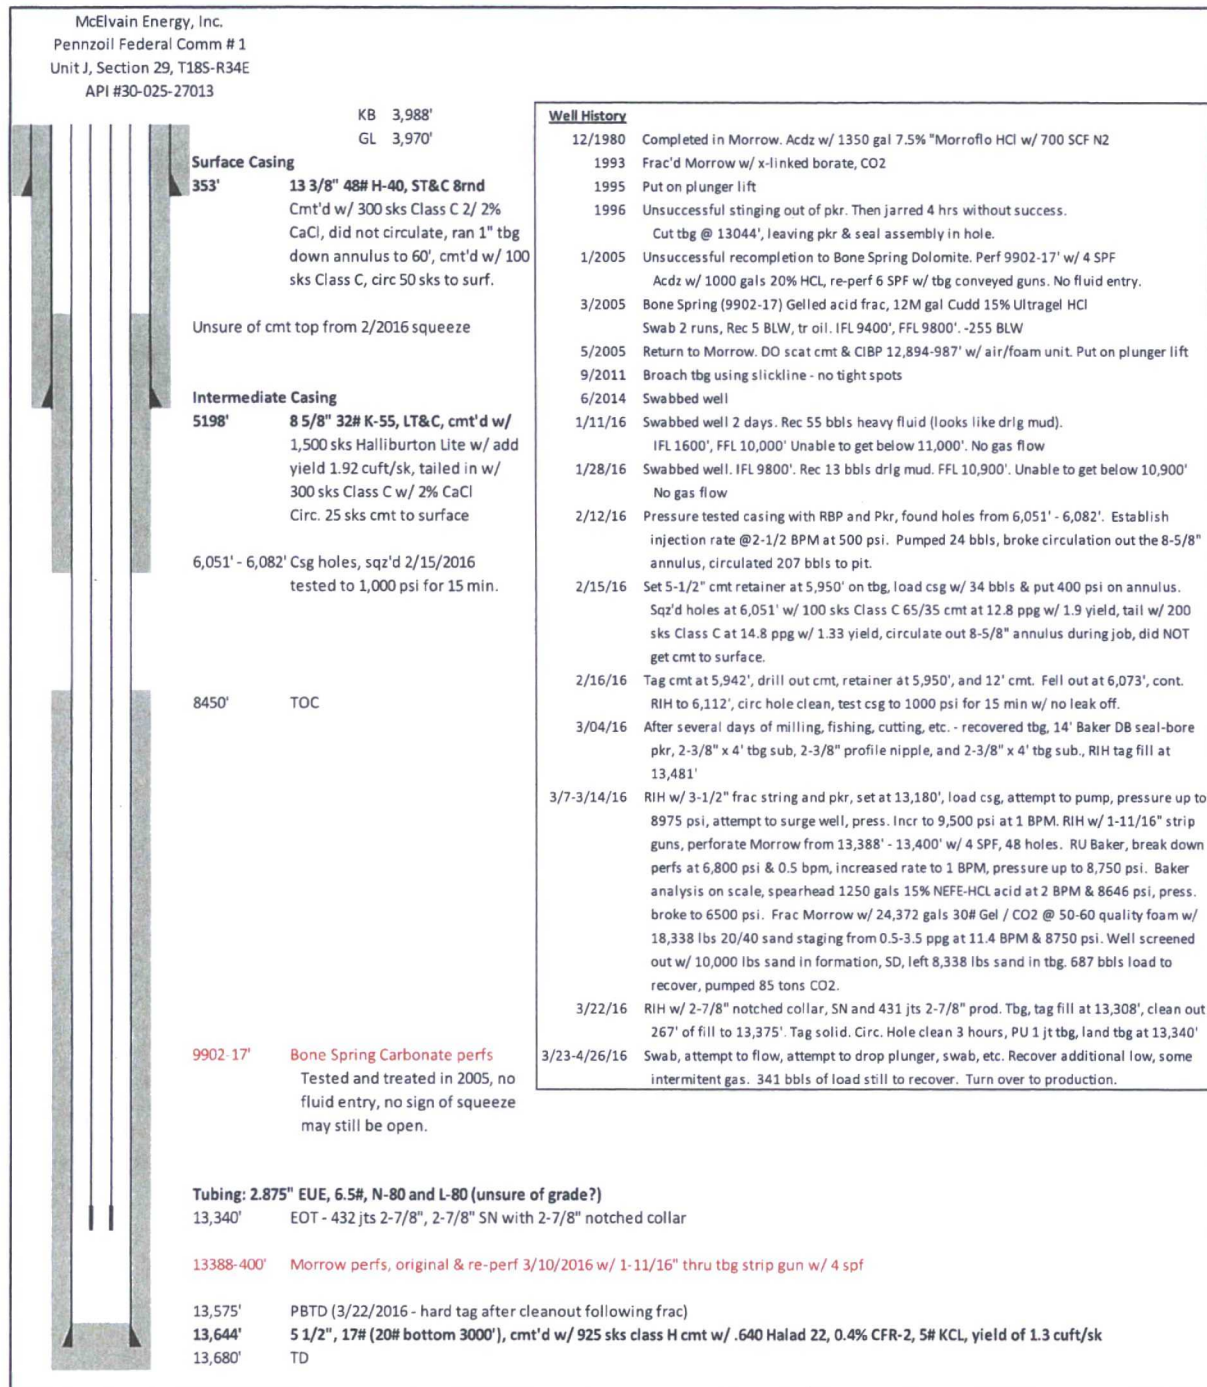 McElvain Energy, Inc.
Pennzoil Federal Comm # 1
Unit J, Section 29, T18S-R34E
API #30-025-27013
KB 3,988'
GL 3,970'
Surface Casing
353' 13 3/8" 48# H-40, ST&C 8rnd
Cmt'd w/ 300 sks Class C 2/ 2%
CaCl, did not circulate, ran 1" tbg
down annulus to 60', cmt'd w/ 100
sks Class C, circ 50 sks to surf.
Unsure of cmt top from 2/2016 squeeze
Intermediate Casing
5198' 8 5/8" 32# K-55, LT&C, cmt'd w/
1,500 sks Halliburton Lite w/ add
yield 1.92 cuft/sk, tailed in w/
300 sks Class C w/ 2% CaCl
Circ. 25 sks cmt to surface
6,051' - 6,082' Csg holes, sqz'd 2/15/2016
tested to 1,000 psi for 15 min.
8450' TOC
9902-17' Bone Spring Carbonate perfs
Tested and treated in 2005, no
fluid entry, no sign of squeeze
may still be open.
Well History
12/1980 Completed in Morrow. Acdz w/ 1350 gal 7.5% "Morroflo HCl w/ 700 SCF N2
1993 Frac'd Morrow w/ x-linked borate, CO2
1995 Put on plunger lift
1996 Unsuccessful stinging out of pkr. Then jarred 4 hrs without success.
Cut tbg @ 13044', leaving pkr & seal assembly in hole.
1/2005 Unsuccessful recompletion to Bone Spring Dolomite. Perf 9902-17' w/ 4 SPF
Acdz w/ 1000 gals 20% HCL, re-perf 6 SPF w/ tbg conveyed guns. No fluid entry.
3/2005 Bone Spring (9902-17) Gelled acid frac, 12M gal Cudd 15% Ultragel HCl
Swab 2 runs, Rec 5 BLW, tr oil. IFL 9400', FFL 9800'. -255 BLW
5/2005 Return to Morrow. DO scat cmt & CIBP 12,894-987' w/ air/foam unit. Put on plunger lift
9/2011 Broach tbg using slickline - no tight spots
6/2014 Swabbed well
1/11/16 Swabbed well 2 days. Rec 55 bbls heavy fluid (looks like drlg mud).
IFL 1600', FFL 10,000' Unable to get below 11,000'. No gas flow
1/28/16 Swabbed well. IFL 9800'. Rec 13 bbls drlg mud. FFL 10,900'. Unable to get below 10,900'
No gas flow
2/12/16 Pressure tested casing with RBP and Pkr, found holes from 6,051' - 6,082'. Establish
injection rate @2-1/2 BPM at 500 psi. Pumped 24 bbls, broke circulation out the 8-5/8"
annulus, circulated 207 bbls to pit.
2/15/16 Set 5-1/2" cmt retainer at 5,950' on tbg, load csg w/ 34 bbls & put 400 psi on annulus.
Sqz'd holes at 6,051' w/ 100 sks Class C 65/35 cmt at 12.8 ppg w/ 1.9 yield, tail w/ 200
sks Class C at 14.8 ppg w/ 1.33 yield, circulate out 8-5/8" annulus during job, did NOT
get cmt to surface.
2/16/16 Tag cmt at 5,942', drill out cmt, retainer at 5,950', and 12' cmt. Fell out at 6,073', cont.
RIH to 6,112', circ hole clean, test csg to 1000 psi for 15 min w/ no leak off.
3/04/16 After several days of milling, fishing, cutting, etc. - recovered tbg, 14' Baker DB seal-bore
pkr, 2-3/8" x 4' tbg sub, 2-3/8" profile nipple, and 2-3/8" x 4' tbg sub., RIH tag fill at
13,481'
3/7-3/14/16 RIH w/ 3-1/2" frac string and pkr, set at 13,180', load csg, attempt to pump, pressure up to
8975 psi, attempt to surge well, press. Incr to 9,500 psi at 1 BPM. RIH w/ 1-11/16" strip
guns, perforate Morrow from 13,388' - 13,400' w/ 4 SPF, 48 holes. RU Baker, break down
perfs at 6,800 psi & 0.5 bpm, increased rate to 1 BPM, pressure up to 8,750 psi. Baker
analysis on scale, spearhead 1250 gals 15% NEFE-HCL acid at 2 BPM & 8646 psi, press.
broke to 6500 psi. Frac Morrow w/ 24,372 gals 30# Gel / CO2 @ 50-60 quality foam w/
18,338 lbs 20/40 sand staging from 0.5-3.5 ppg at 11.4 BPM & 8750 psi. Well screened
out w/ 10,000 lbs sand in formation, SD, left 8,338 lbs sand in tbg. 687 bbls load to
recover, pumped 85 tons CO2.
3/22/16 RIH w/ 2-7/8" notched collar, SN and 431 jts 2-7/8" prod. Tbg, tag fill at 13,308', clean out
267' of fill to 13,375'. Tag solid. Circ. Hole clean 3 hours, PU 1 jt tbg, land tbg at 13,340'
3/23-4/26/16 Swab, attempt to flow, attempt to drop plunger, swab, etc. Recover additional low, some
intermitent gas. 341 bbls of load still to recover. Turn over to production.
Tubing: 2.875" EUE, 6.5#, N-80 and L-80 (unsure of grade?)
13,340' EOT - 432 jts 2-7/8", 2-7/8" SN with 2-7/8" notched collar
13388-400' Morrow perfs, original & re-perf 3/10/2016 w/ 1-11/16" thru tbg strip gun w/ 4 spf
13,575' PBTD (3/22/2016 - hard tag after cleanout following frac)
13,644' 5 1/2", 17# (20# bottom 3000'), cmt'd w/ 925 sks class H cmt w/ .640 Halad 22, 0.4% CFR-2, 5# KCL, yield of 1.3 cuft/sk
13,680' TD